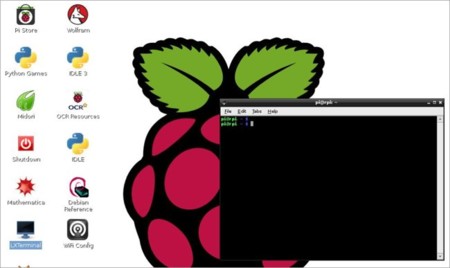 Pi Store
Wolfram
Python Games
IDLE 3
Midori
OCR Resources
Shutdown
IDLE
Mathematica
Debian
Reference
LXTerminal
WiFi Config
pi@rpi: ~
File Edit Tabs Help
pi@rpi ~ $
pi@rpi ~ $